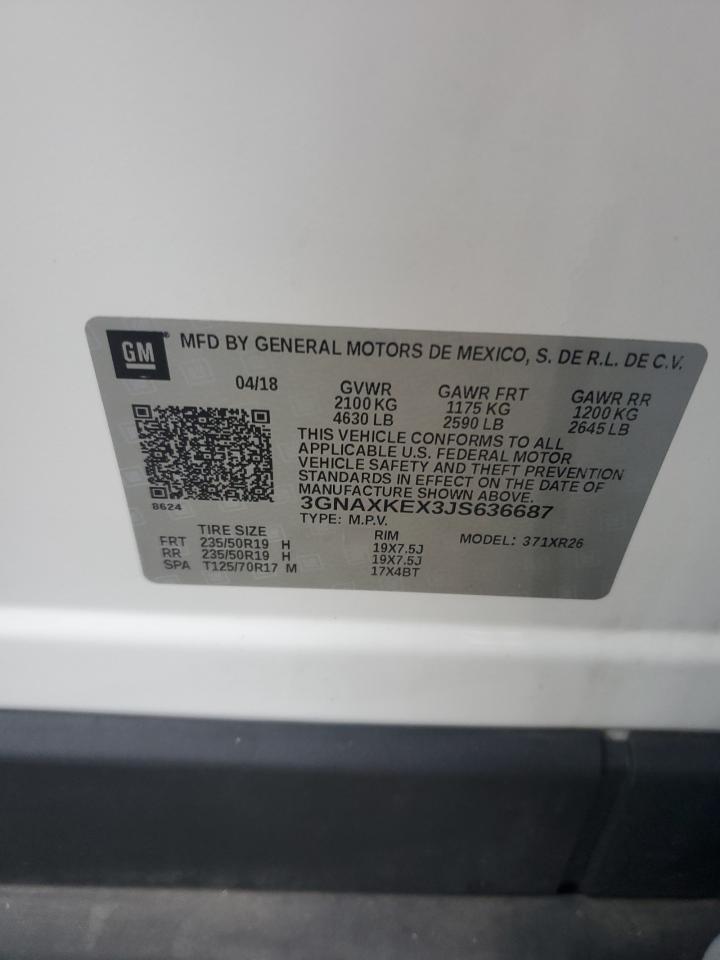 GM® MFD BY GENERAL MOTORS DE MEXICO, S. DE R.L. DE C.V.
04/18 GVWR GAWR FRT GAWR RR
2100 KG 1175 KG 1200 KG
4630 LB 2590 LB 2645 LB
THIS VEHICLE CONFORMS TO ALL
APPLICABLE U.S. FEDERAL MOTOR
VEHICLE SAFETY AND THEFT PREVENTION
STANDARDS IN EFFECT ON THE DATE OF
MANUFACTURE SHOWN ABOVE.
8624 3GNAXKEX3JS636687
TYPE: M.P.V. MODEL: 371XR26
TIRE SIZE RIM
FRT 235/50R19 H 19X7.5J
RR 235/50R19 H 19X7.5J
SPA T125/70R17 M 17X4BT